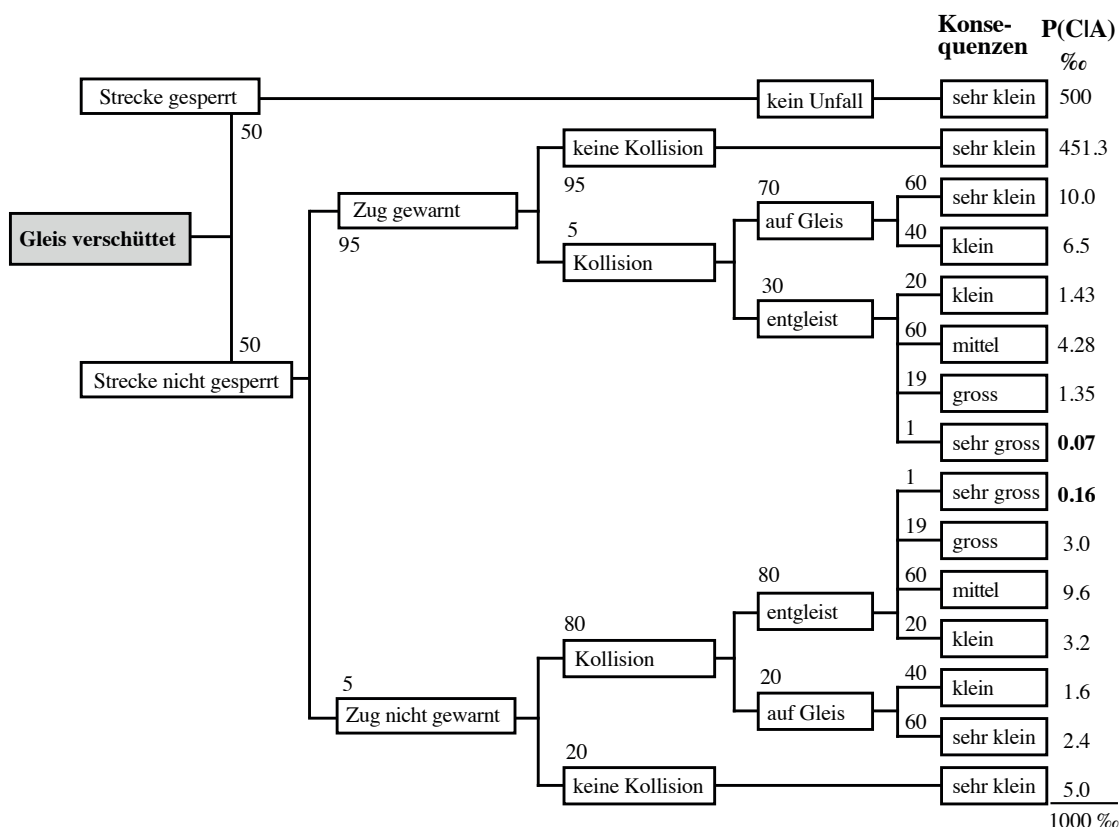 Konse-
quenzen
P(C|A)
‰
Strecke gesperrt
kein Unfall
sehr klein
500
50
keine Kollision
sehr klein
451.3
95
70
60
sehr klein
10.0
Zug gewarnt
auf Gleis
95
5
40
klein
6.5
Gleis verschüttet
Kollision
30
20
klein
1.43
entgleist
50
60
mittel
4.28
Strecke nicht gesperrt
19
gross
1.35
1
sehr gross
0.07
1
sehr gross
0.16
19
gross
3.0
80
60
mittel
9.6
entgleist
80
20
klein
3.2
Kollision
5
20
40
klein
1.6
Zug nicht gewarnt
auf Gleis
60
sehr klein
2.4
20
keine Kollision
sehr klein
5.0
1000 ‰